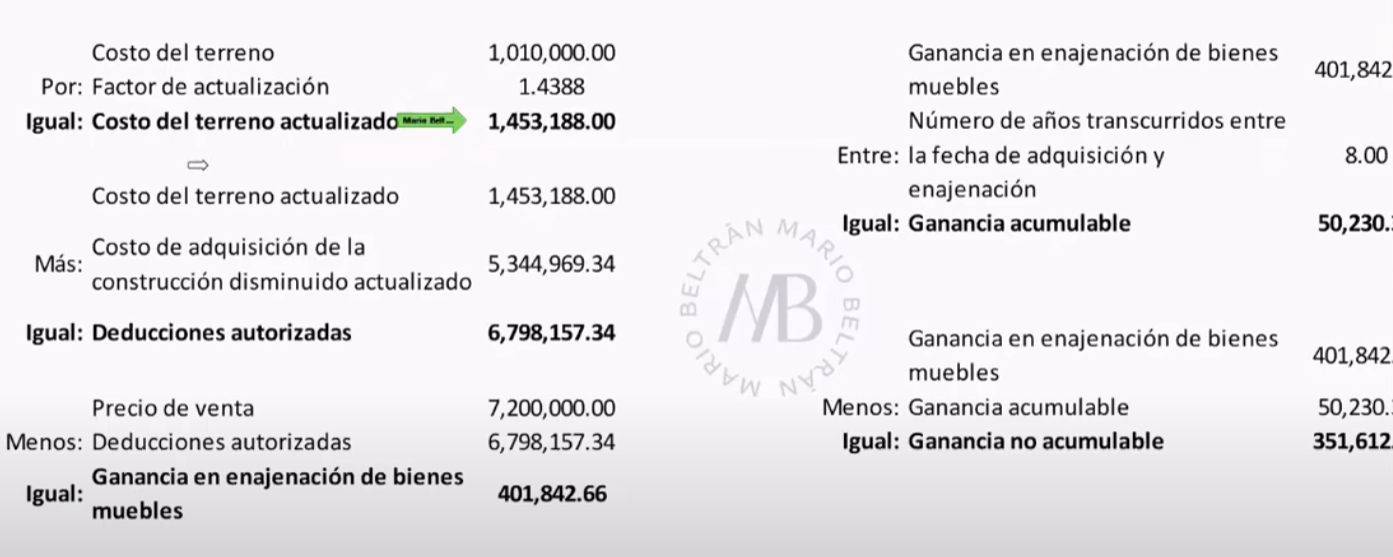 Costo del terreno 1,010,000.00
Por: Factor de actualización 1.4388
Igual: Costo del terreno actualizado 1,453,188.00
Costo del terreno actualizado 1,453,188.00
Más: Costo de adquisición de la
construcción disminuido actualizado 5,344,969.34
Igual: Deducciones autorizadas 6,798,157.34
Precio de venta 7,200,000.00
Menos: Deducciones autorizadas 6,798,157.34
Igual: Ganancia en enajenación de bienes
muebles 401,842.66
Ganancia en enajenación de bienes
muebles 401,842
Número de años transcurridos entre
Entre: la fecha de adquisición y 8.00
enajenación
Igual: Ganancia acumulable 50,230.
Ganancia en enajenación de bienes
muebles 401,842.
Menos: Ganancia acumulable 50,230.
Igual: Ganancia no acumulable 351,612
MARIO BELTRÁN MARIO BELTRÁN
MB